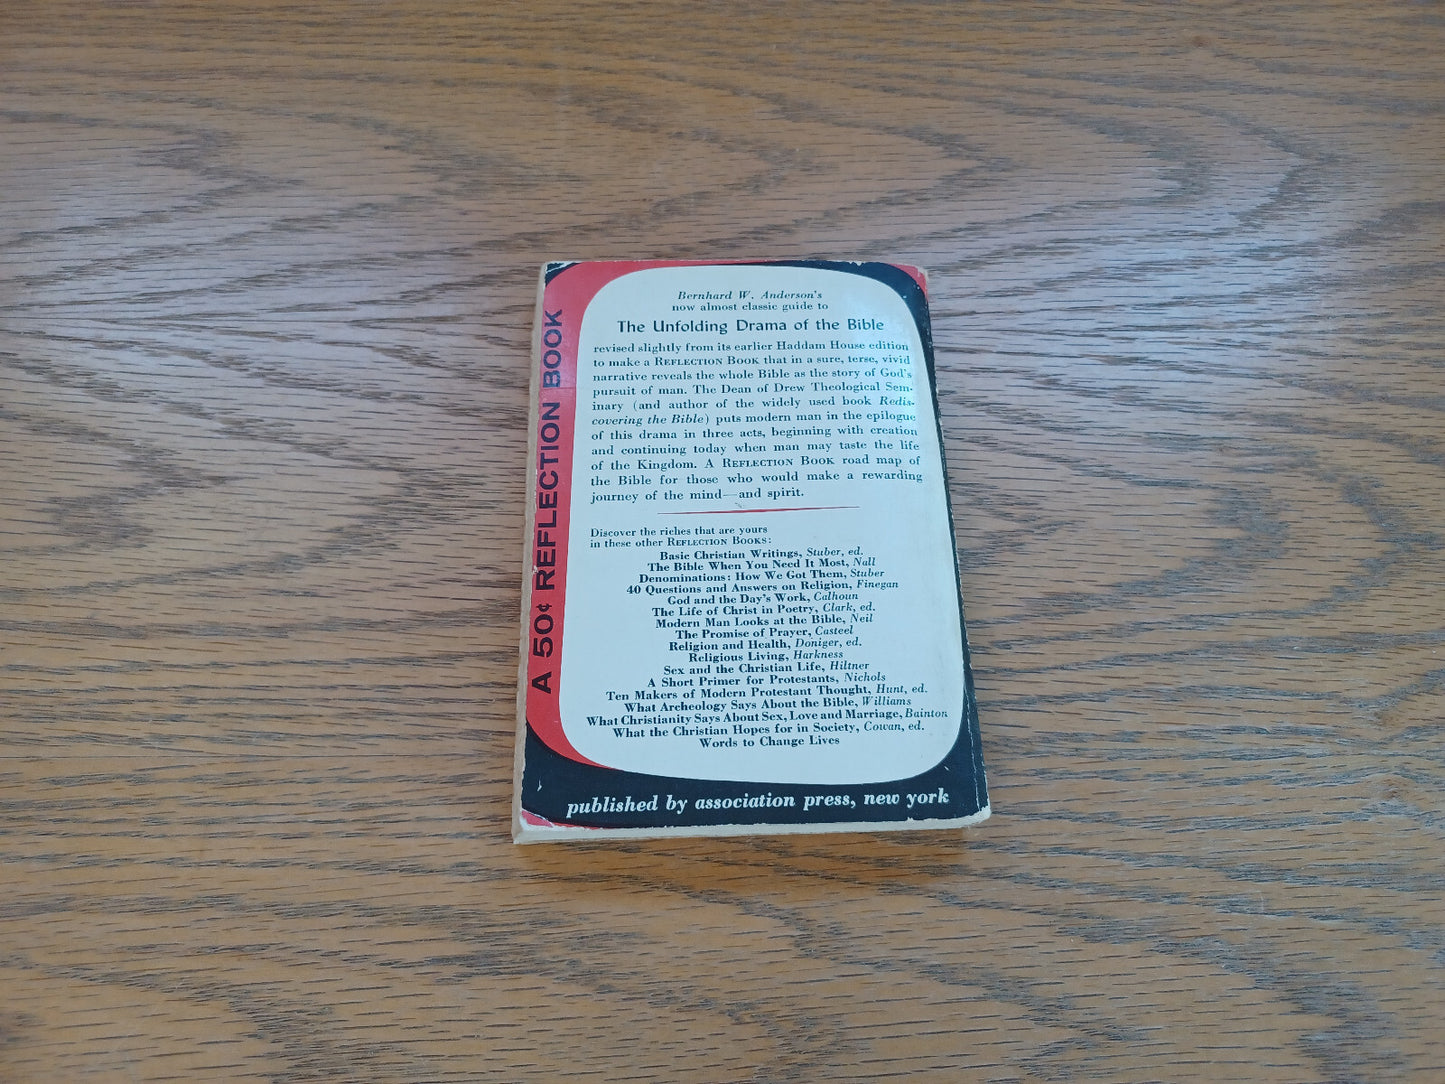 A 50¢ REFLECTION BOOK
Bernhard W. Anderson's
now almost classic guide to
The Unfolding Drama of the Bible
revised slightly from its earlier Haddam House edition
to make a REFLECTION BOOK that in a sure, terse, vivid
narrative reveals the whole Bible as the story of God's
pursuit of man. The Dean of Drew Theological Sem-
inary (and author of the widely used book Redis-
covering the Bible) puts modern man in the epilogue
of this drama in three acts, beginning with creation
and continuing today when man may taste the life
of the Kingdom. A REFLECTION BOOK road map of
the Bible for those who would make a rewarding
journey of the mind—and spirit.
Discover the riches that are yours
in these other REFLECTION BOOKS:
Basic Christian Writings, Stuber, ed.
The Bible When You Need It Most, Nall
Denominations: How We Got Them, Stuber
40 Questions and Answers on Religion, Finegan
God and the Day's Work, Calhoun
The Life of Christ in Poetry, Clark, ed.
Modern Man Looks at the Bible, Neil
The Promise of Prayer, Casteel
Religion and Health, Doniger, ed.
Religious Living, Harkness
Sex and the Christian Life, Hiltner
A Short Primer for Protestants, Nichols
Ten Makers of Modern Protestant Thought, Hunt, ed.
What Archeology Says About the Bible, Williams
What Christianity Says About Sex, Love and Marriage, Bainton
What the Christian Hopes for in Society, Cowan, ed.
Words to Change Lives
published by association press, new york